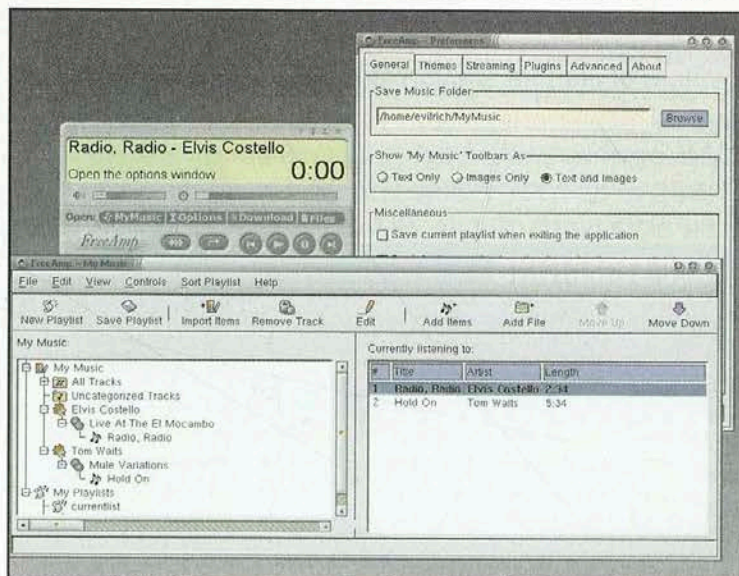 FreeAmp - Preferences
General Themes Streaming Plugins Advanced About
Save Music Folder
/home/evilrich/MyMusic
Browse
Show 'My Music' Toolbars As
Text Only Images Only Text and Images
Miscellaneous
Save current playlist when exiting the application
Radio, Radio - Elvis Costello
Open the options window 0:00
Open: MyMusic Options Download Files
FreeAmp
FreeAmp - My Music
File Edit View Controls Sort Playlist Help
New Playlist Save Playlist Import Items Remove Track Edit Add Items Add File Move Up Move Down
My Music:
My Music
All Tracks
Uncategorized Tracks
Elvis Costello
Live At The El Mocambo
Radio, Radio
Tom Waits
Mule Variations
Hold On
My Playlists
currentlist
Currently listening to:
# Title Artist Length
1 Radio, Radio Elvis Costello 2:34
2 Hold On Tom Waits 5:34